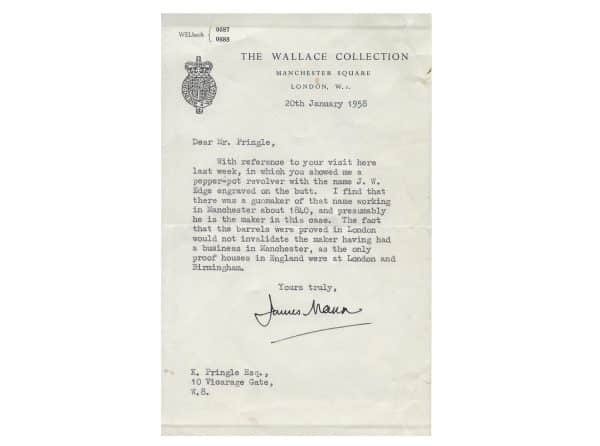 WELbeck { 0687
0688
THE WALLACE COLLECTION
MANCHESTER SQUARE
LONDON, W.1.
20th January 1958
Dear Mr. Pringle,
With reference to your visit here
last week, in which you showed me a
pepper-pot revolver with the name J. W.
Edge engraved on the butt. I find that
there was a gunmaker of that name working
in Manchester about 1840, and presumably
he is the maker in this case. The fact
that the barrels were proved in London
would not invalidate the maker having had
a business in Manchester, as the only
proof houses in England were at London and
Birmingham.
Yours truly,
James Mann
K. Pringle Esq.,
10 Vicarage Gate,
W.8.